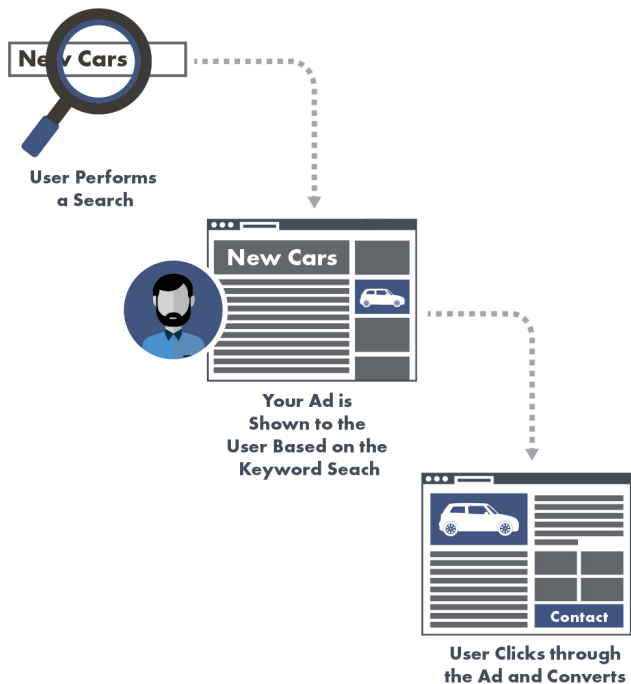 New Cars
User Performs
a Search
New Cars
Your Ad is
Shown to the
User Based on the
Keyword Seach
Contact
User Clicks through
the Ad and Converts